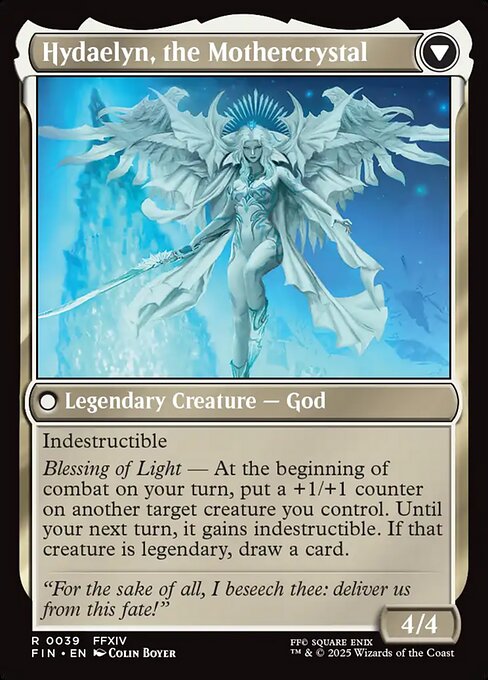 Hydaelyn, the Mothercrystal
Legendary Creature — God
Indestructible
Blessing of Light — At the beginning of
combat on your turn, put a +1/+1 counter
on another target creature you control. Until
your next turn, it gains indestructible. If that
creature is legendary, draw a card.
“For the sake of all, I beseech thee: deliver us
from this fate!”
4/4
R 0039 FFXIV
FIN • EN Colin Boyer
FF© SQUARE ENIX
™ & © 2025 Wizards of the Coast